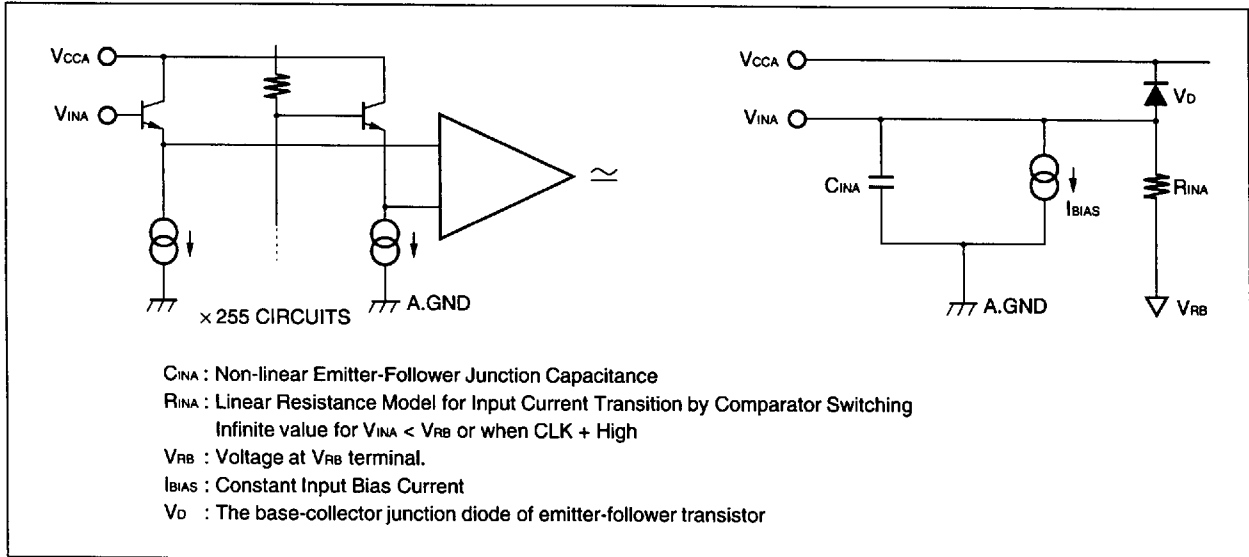 VCCA
VINA
× 255 CIRCUITS
A.GND
≃
VCCA
VINA
VD
CINA
IBIAS
RINA
A.GND
VRB
CINA : Non-linear Emitter-Follower Junction Capacitance
RINA : Linear Resistance Model for Input Current Transition by Comparator Switching
Infinite value for VINA < VRB or when CLK + High
VRB : Voltage at VRB terminal.
IBIAS : Constant Input Bias Current
VD : The base-collector junction diode of emitter-follower transistor